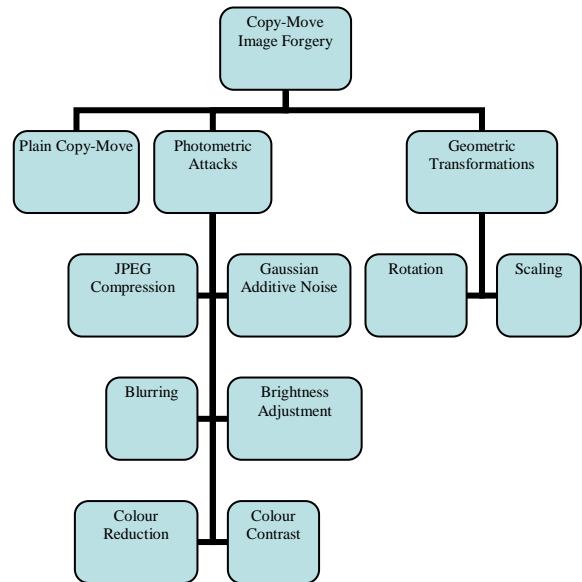 Copy-Move
Image Forgery
Plain Copy-Move
Photometric
Attacks
Geometric
Transformations
JPEG
Compression
Gaussian
Additive Noise
Rotation
Scaling
Blurring
Brightness
Adjustment
Colour
Reduction
Colour
Contrast